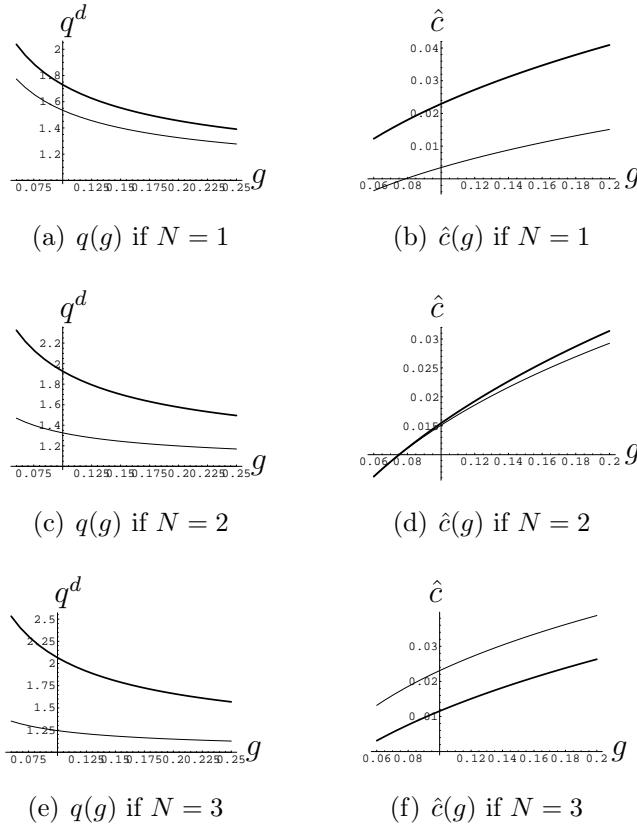 q^d
2
1.8
1.6
1.4
1.2
0.075 0.125 0.15 0.175 0.20 0.225 0.25 g
(a) q(g) if N = 1
ĉ
0.04
0.03
0.02
0.01
0.06 0.08 0.12 0.14 0.16 0.18 0.2 g
(b) ĉ(g) if N = 1
q^d
2.2
2
1.8
1.6
1.4
1.2
0.075 0.125 0.15 0.175 0.20 0.225 0.25 g
(c) q(g) if N = 2
ĉ
0.03
0.025
0.02
0.015
0.06 0.08 0.12 0.14 0.16 0.18 0.2 g
(d) ĉ(g) if N = 2
q^d
2.5
2.25
2
1.75
1.5
1.25
0.075 0.125 0.15 0.175 0.20 0.225 0.25 g
(e) q(g) if N = 3
ĉ
0.03
0.02
0.01
0.06 0.08 0.12 0.14 0.16 0.18 0.2 g
(f) ĉ(g) if N = 3